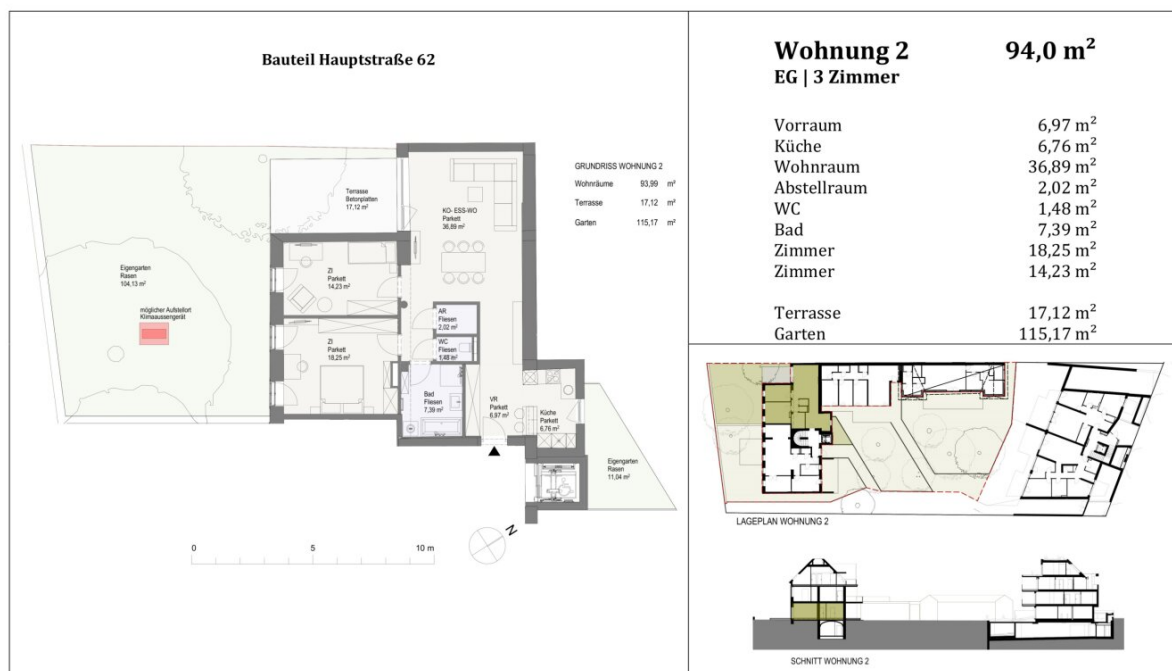 Bauteil Hauptstraße 62
Terrasse
Betonplatten
17,12 m²
KO- ESS-WO
Parkett
36,89 m²
GRUNDRISS WOHNUNG 2
Wohnräume 93,99 m²
Terrasse 17,12 m²
Garten 115,17 m²
Eigengarten
Rasen
104,13 m²
möglicher Aufstellort
Klimaaussengerät
ZI
Parkett
14,23 m²
AR
Fliesen
2,02 m²
WC
Fliesen
1,48 m²
ZI
Parkett
18,25 m²
Bad
Fliesen
7,39 m²
VR
Parkett
6,97 m²
Küche
Parkett
6,76 m²
Eigengarten
Rasen
11,04 m²
N
0 5 10 m
Wohnung 2 94,0 m²
EG | 3 Zimmer
Vorraum 6,97 m²
Küche 6,76 m²
Wohnraum 36,89 m²
Abstellraum 2,02 m²
WC 1,48 m²
Bad 7,39 m²
Zimmer 18,25 m²
Zimmer 14,23 m²
Terrasse 17,12 m²
Garten 115,17 m²
LAGEPLAN WOHNUNG 2
SCHNITT WOHNUNG 2